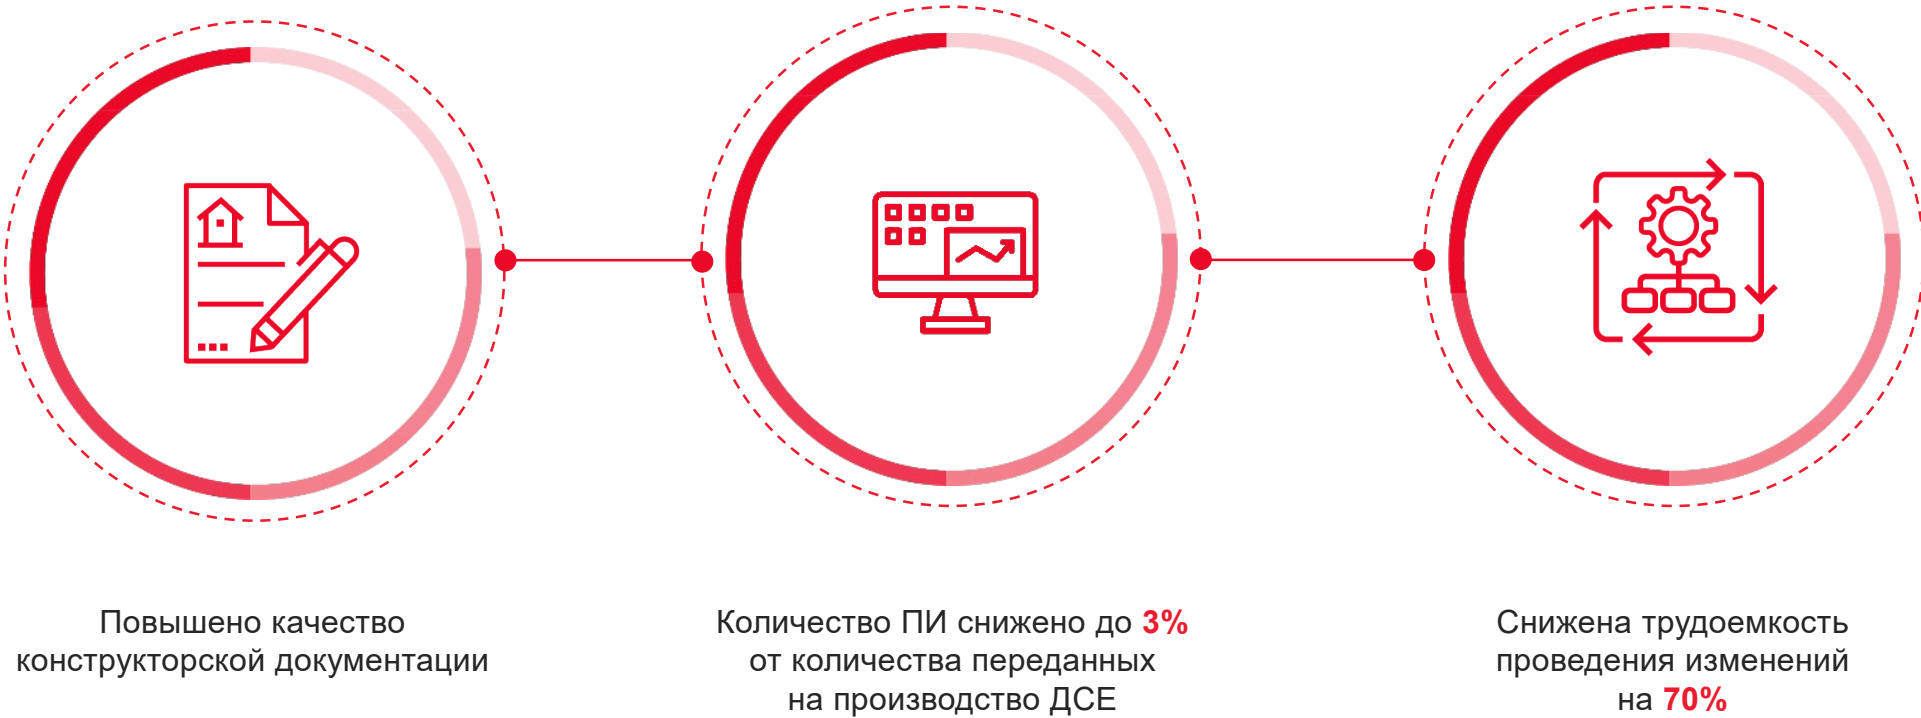 Повышено качество
конструкторской документации
Количество ПИ снижено до 3%
от количества переданных
на производство ДСЕ
Снижена трудоемкость
проведения изменений
на 70%